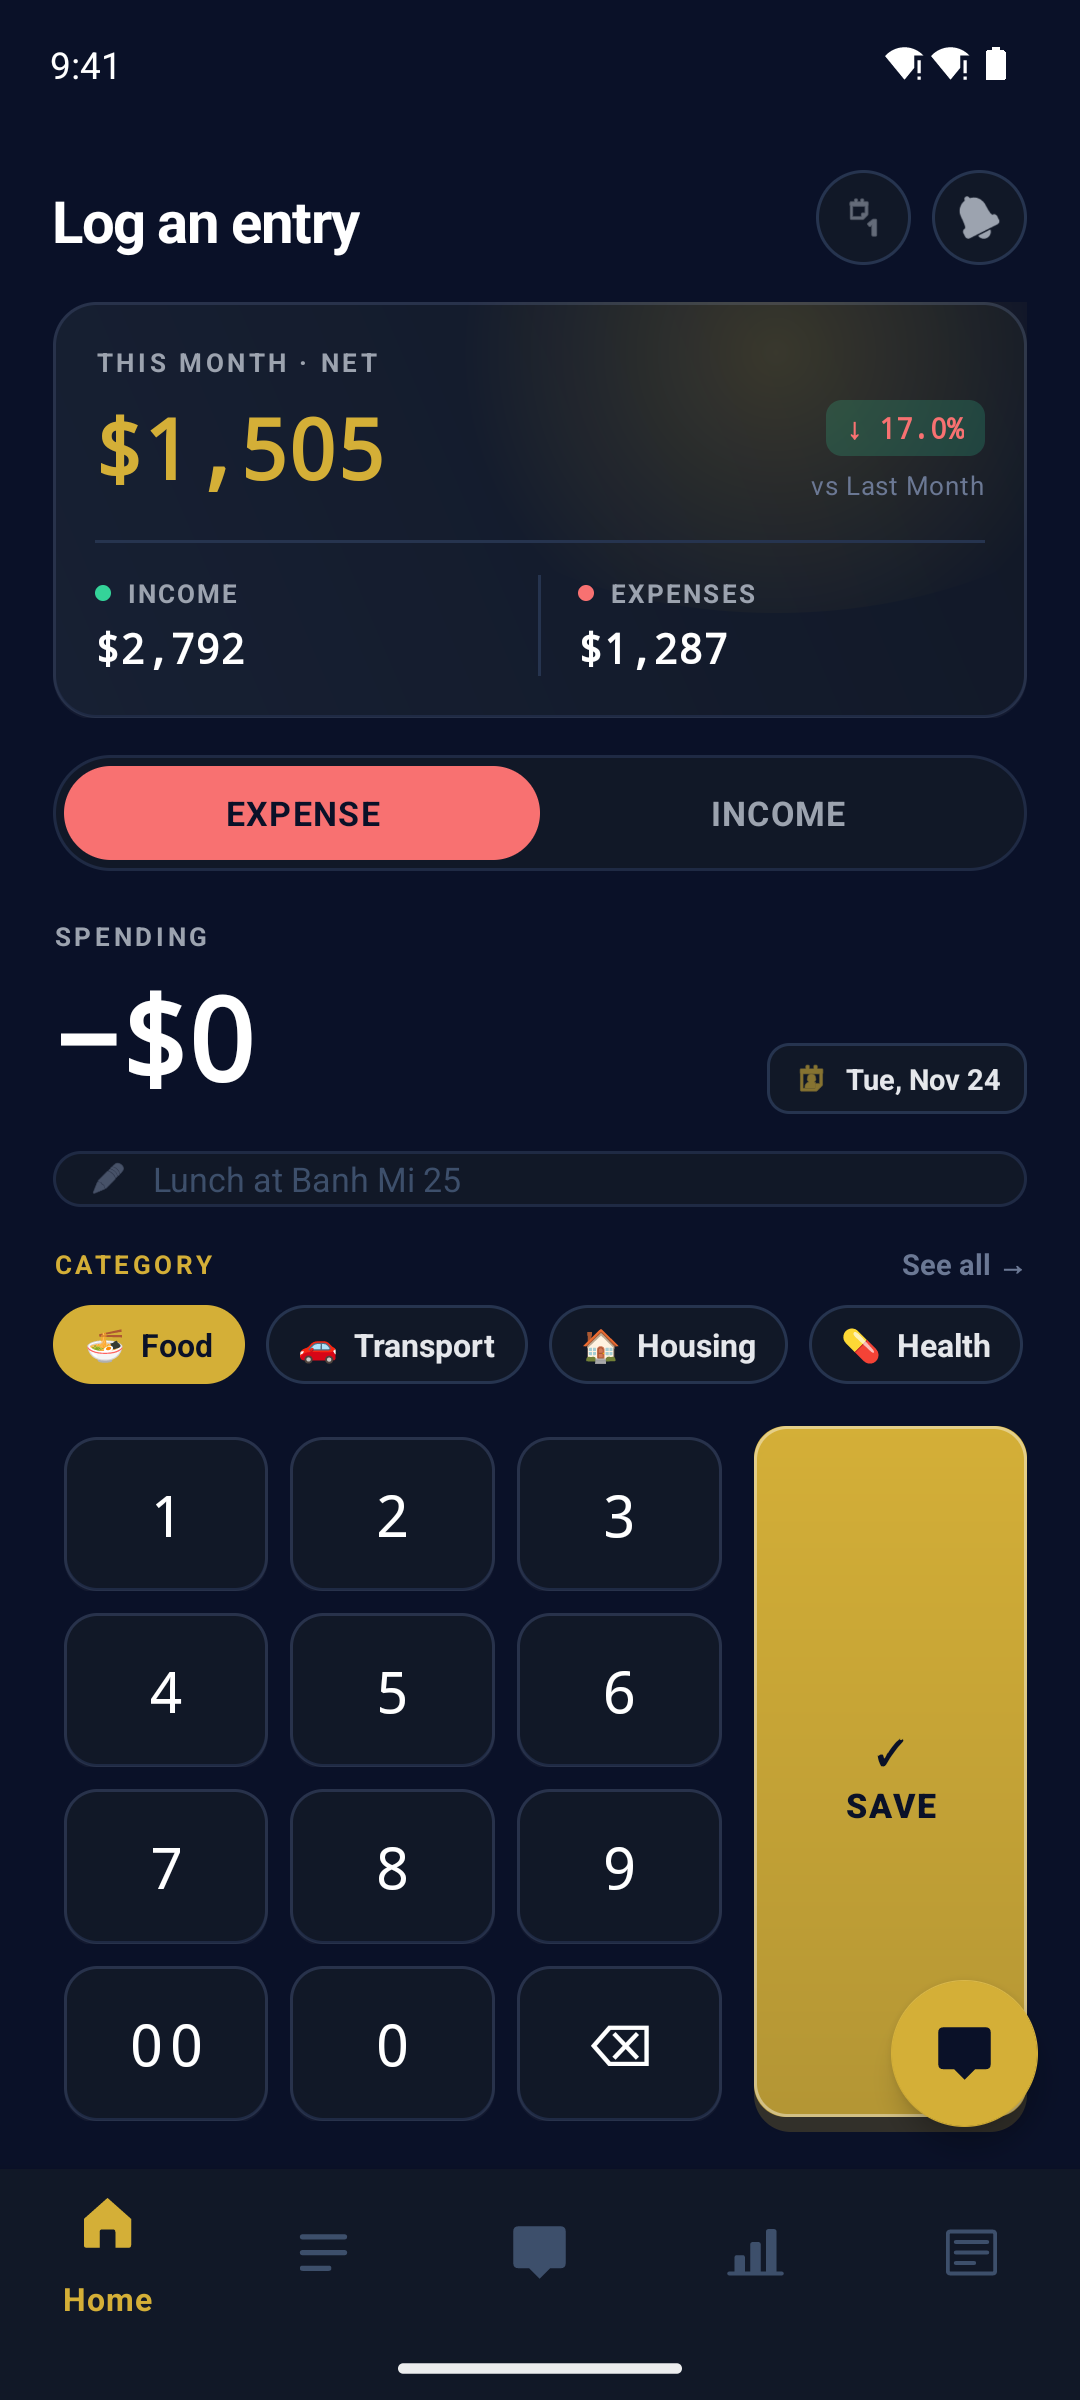 9:41
Log an entry
THIS MONTH · NET
$1,505
↓ 17.0%
vs Last Month
INCOME
$2,792
EXPENSES
$1,287
EXPENSE
INCOME
SPENDING
−$0
Tue, Nov 24
Lunch at Banh Mi 25
CATEGORY
See all →
🍜 Food
🚗 Transport
🏠 Housing
💊 Health
1
2
3
4
5
6
7
8
9
00
0
✓
SAVE
Home